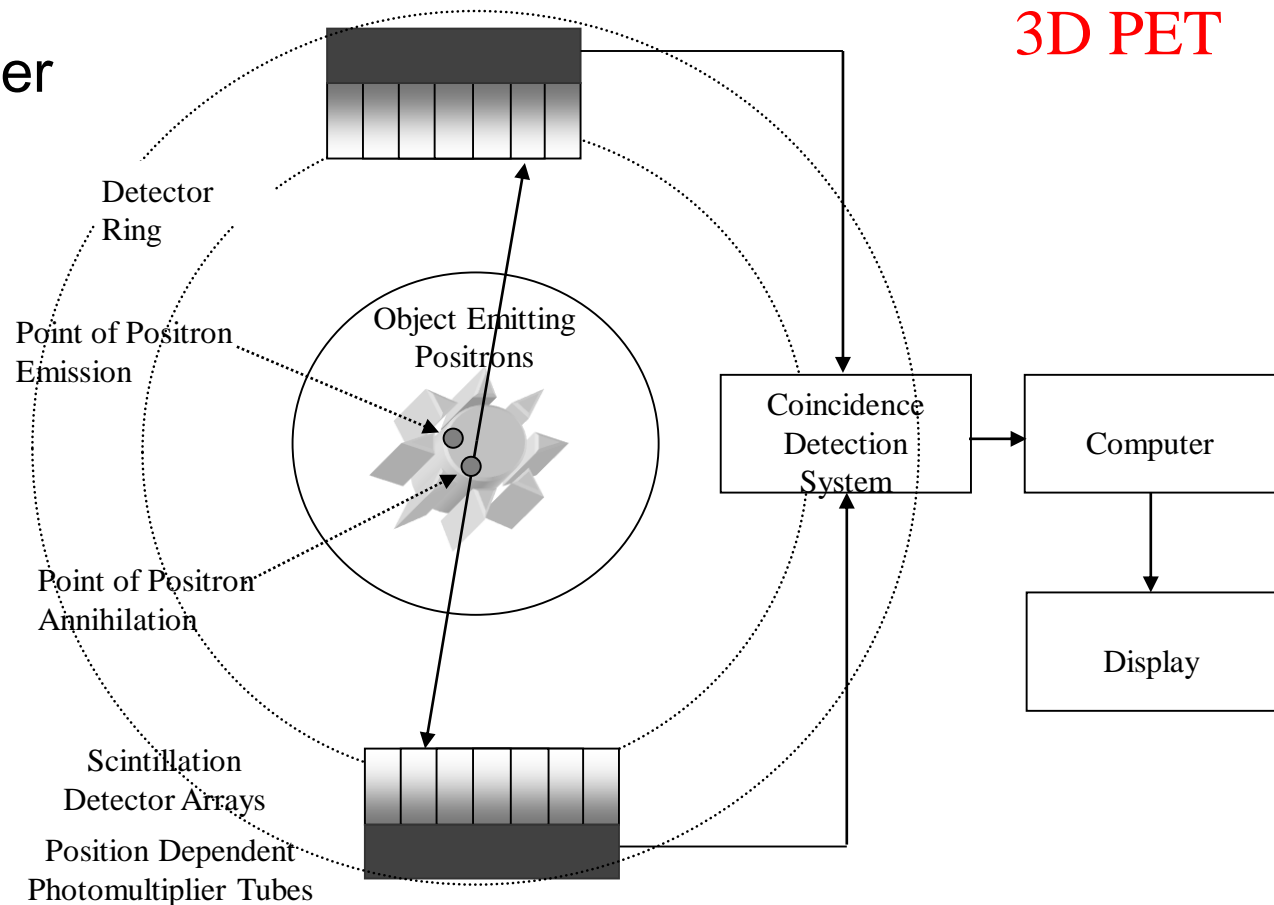 3D PET
er
Detector
Ring
Point of Positron
Emission
Object Emitting
Positrons
Coincidence
Detection
System
Computer
Point of Positron
Annihilation
Display
Scintillation
Detector Arrays
Position Dependent
Photomultiplier Tubes